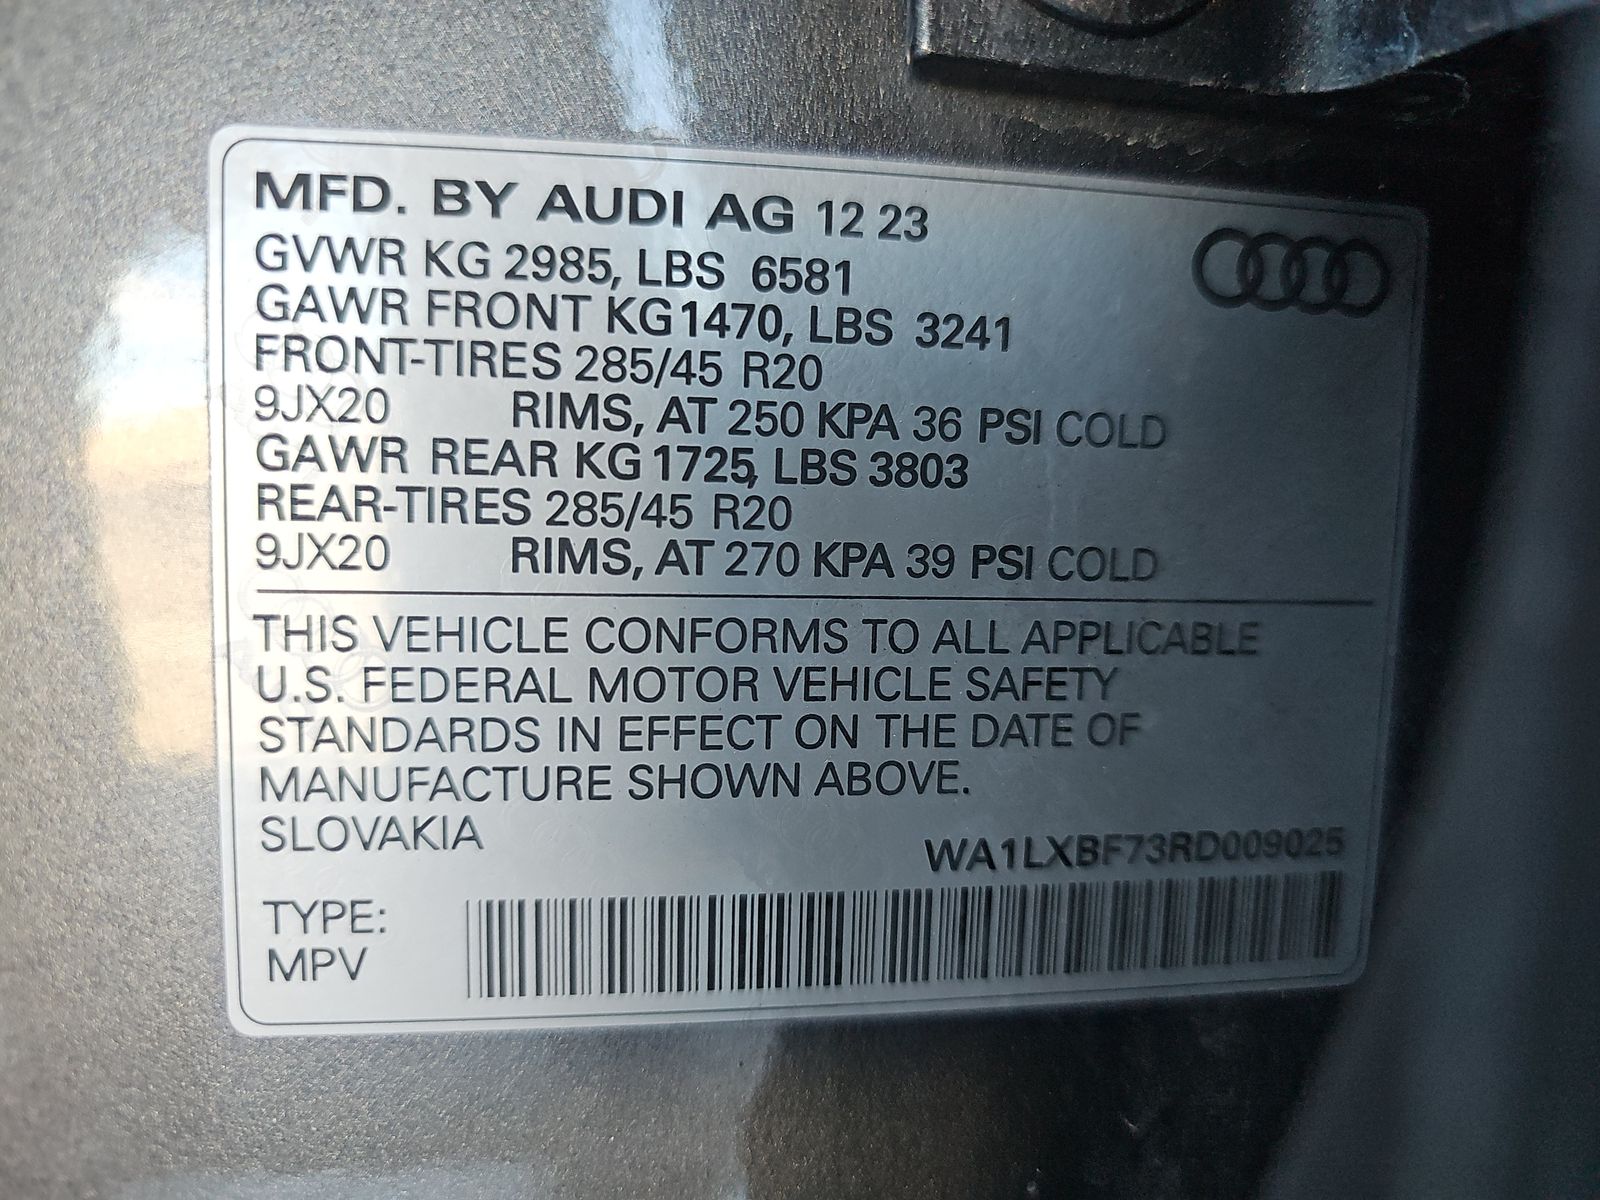 MFD. BY AUDI AG 12 23
GVWR KG 2985, LBS 6581
GAWR FRONT KG 1470, LBS 3241
FRONT-TIRES 285/45 R20
9JX20 RIMS, AT 250 KPA 36 PSI COLD
GAWR REAR KG 1725, LBS 3803
REAR-TIRES 285/45 R20
9JX20 RIMS, AT 270 KPA 39 PSI COLD
THIS VEHICLE CONFORMS TO ALL APPLICABLE
U.S. FEDERAL MOTOR VEHICLE SAFETY
STANDARDS IN EFFECT ON THE DATE OF
MANUFACTURE SHOWN ABOVE.
SLOVAKIA
WA1LXBF73RD009025
TYPE:
MPV